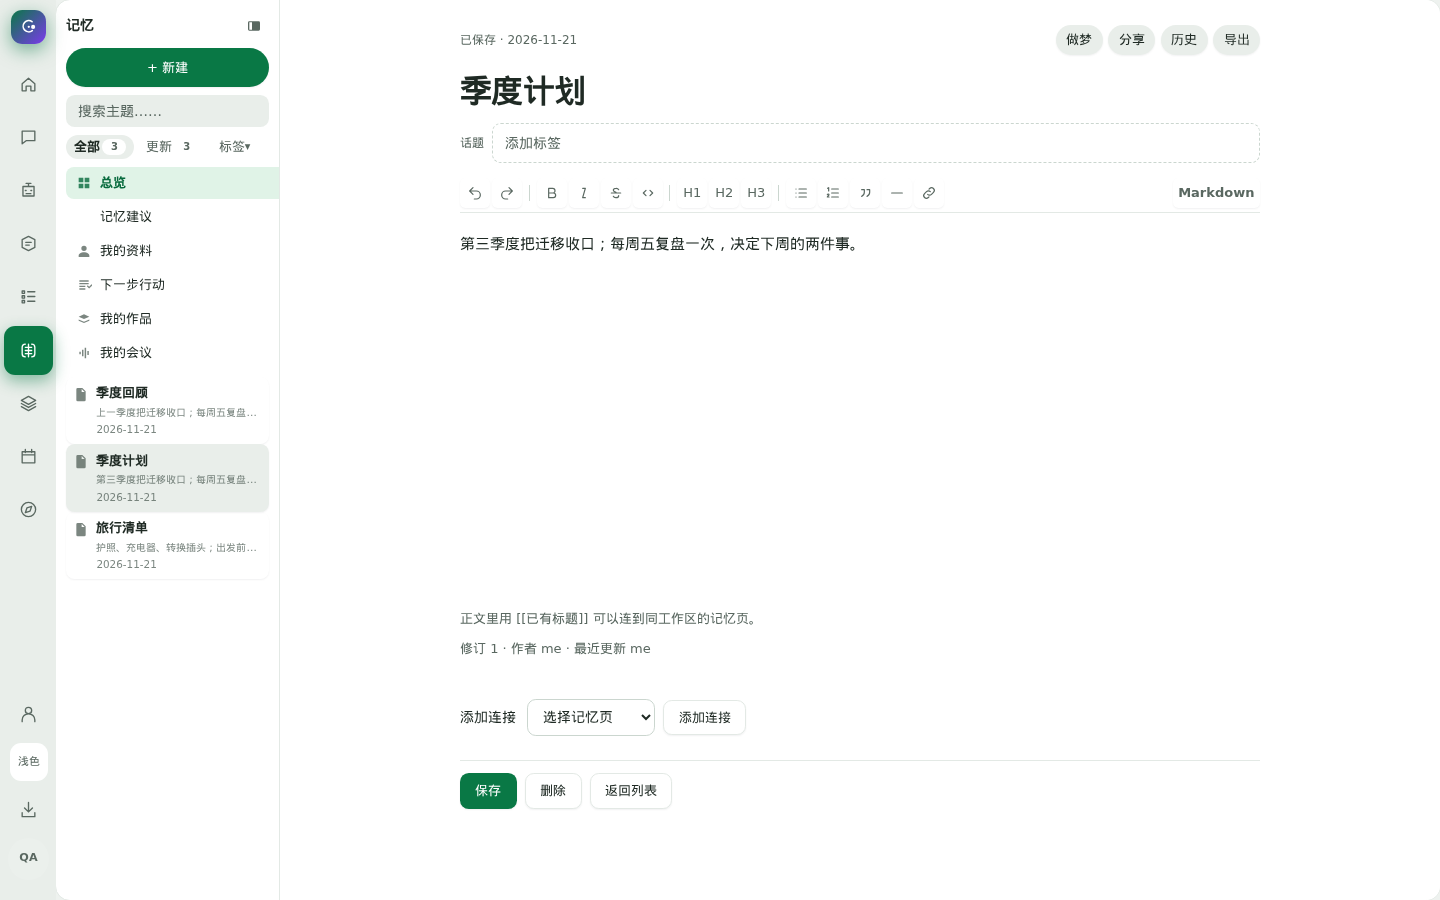 记忆
+ 新建
搜索主题……
全部 3 更新 3 标签▾
总览
记忆建议
我的资料
下一步行动
我的作品
我的会议
季度回顾
上一季度把迁移收口；每周五复盘…
2026-11-21
季度计划
第三季度把迁移收口；每周五复盘…
2026-11-21
旅行清单
护照、充电器、转换插头；出发前…
2026-11-21
浅色
QA
已保存 · 2026-11-21
做梦 分享 历史 导出
季度计划
话题 添加标签
B I S H1 H2 H3 Markdown
第三季度把迁移收口；每周五复盘一次，决定下周的两件事。
正文里用 [[已有标题]] 可以连到同工作区的记忆页。
修订 1 · 作者 me · 最近更新 me
添加连接 选择记忆页 添加连接
保存 删除 返回列表